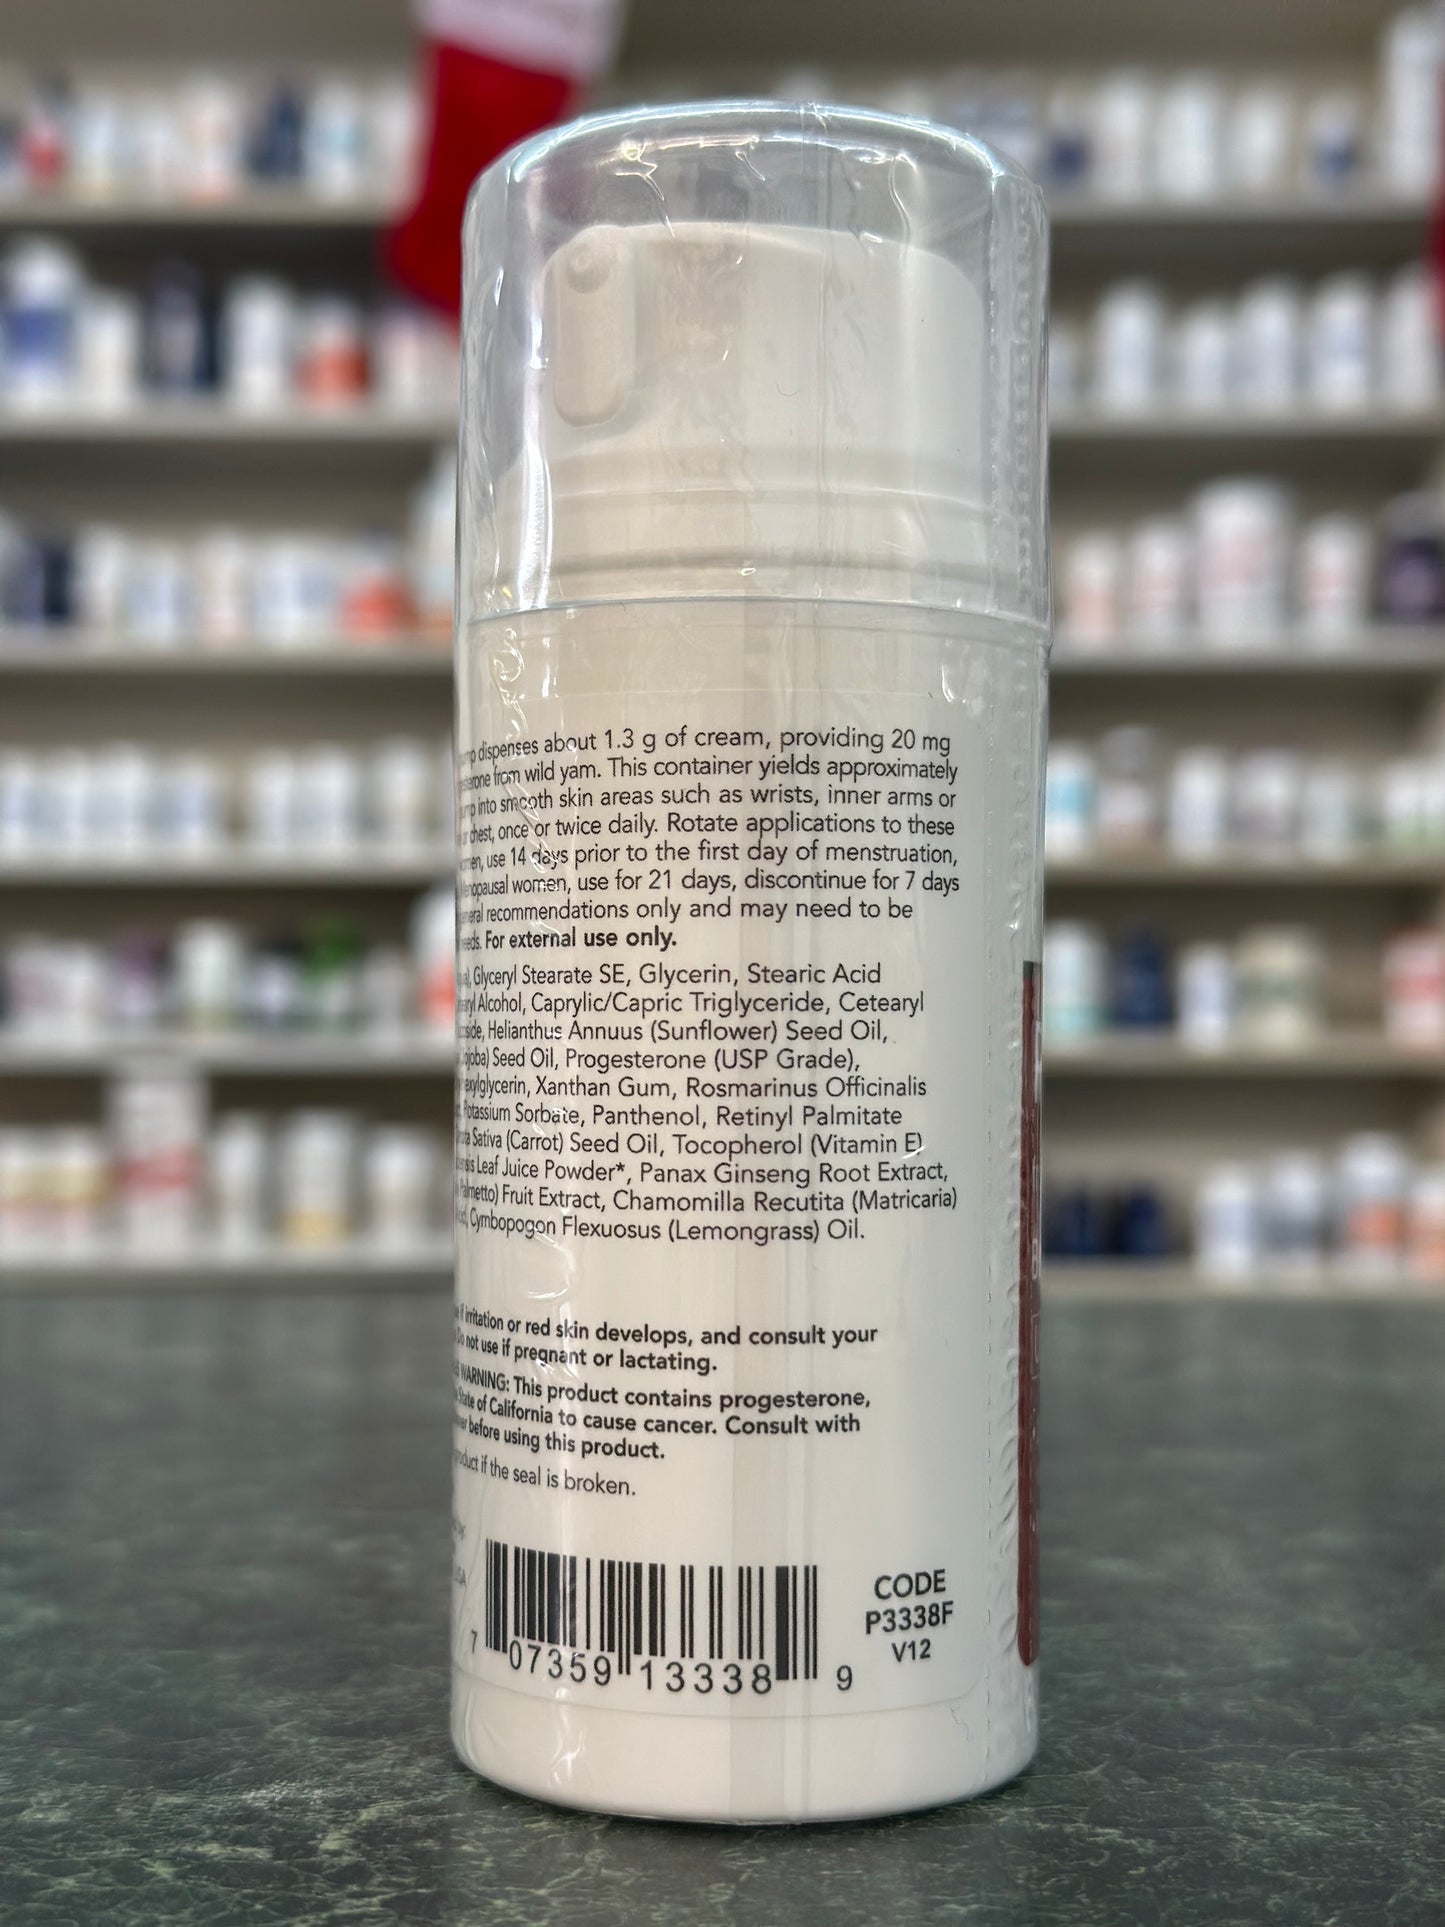 dispenses about 1.3 g of cream, providing 20 mg
from wild yam. This container yields approximately
into smooth skin areas such as wrists, inner arms or
chest, once or twice daily. Rotate applications to these
use 14 days prior to the first day of menstruation,
women, use for 21 days, discontinue for 7 days
recommendations only and may need to be
needs. For external use only.
Glyceryl Stearate SE, Glycerin, Stearic Acid
Alcohol, Caprylic/Capric Triglyceride, Cetearyl
Helianthus Annuus (Sunflower) Seed Oil,
Seed Oil, Progesterone (USP Grade),
Xanthan Gum, Rosmarinus Officinalis
Potassium Sorbate, Panthenol, Retinyl Palmitate
Sativa (Carrot) Seed Oil, Tocopherol (Vitamin E)
Leaf Juice Powder*, Panax Ginseng Root Extract,
Palmetto) Fruit Extract, Chamomilla Recutita (Matricaria)
Cymbopogon Flexuosus (Lemongrass) Oil.
if irritation or red skin develops, and consult your
Do not use if pregnant or lactating.
WARNING: This product contains progesterone,
State of California to cause cancer. Consult with
before using this product.
if the seal is broken.
7 07359 13338 9
CODE
P3338F
V12